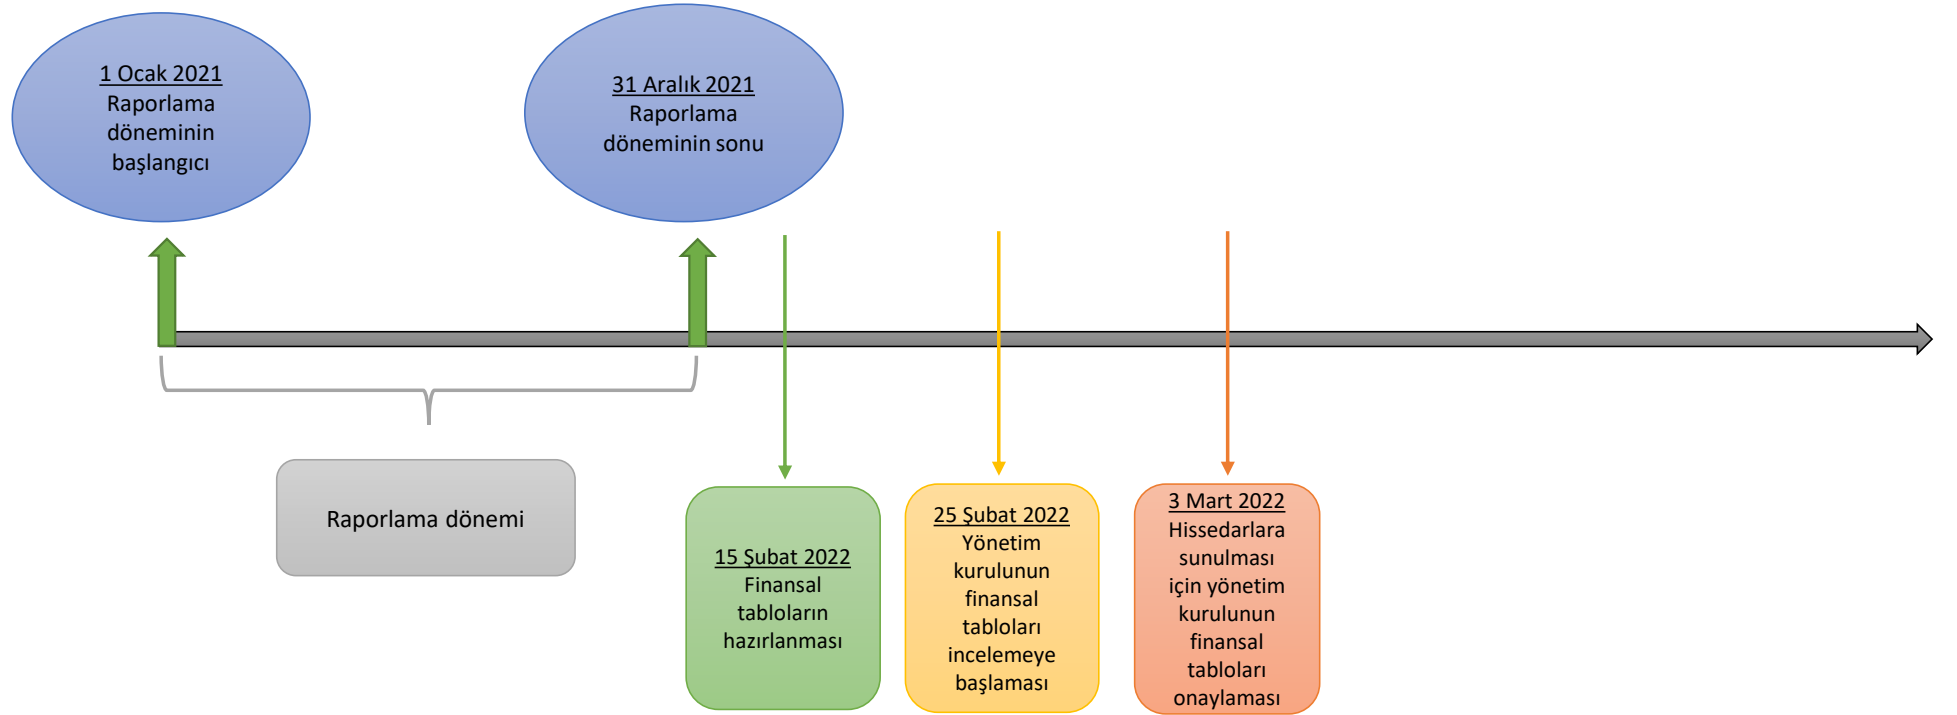 1 Ocak 2021
Raporlama
döneminin
başlangıcı
31 Aralık 2021
Raporlama
döneminin sonu
Raporlama dönemi
15 Şubat 2022
Finansal
tabloların
hazırlanması
25 Şubat 2022
Yönetim
kurulunun
finansal
tabloları
incelemeye
başlaması
3 Mart 2022
Hissedarlara
sunulması
için yönetim
kurulunun
finansal
tabloları
onaylaması